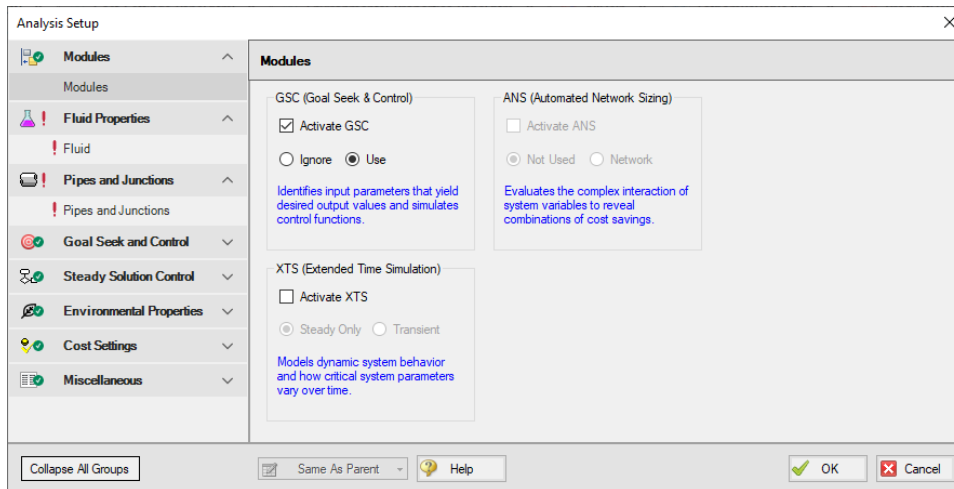 Analysis Setup
Modules
Modules
Fluid Properties
Fluid
Pipes and Junctions
Pipes and Junctions
Goal Seek and Control
Steady Solution Control
Environmental Properties
Cost Settings
Miscellaneous
Collapse All Groups
Modules
GSC (Goal Seek & Control)
Activate GSC
Ignore Use
Identifies input parameters that yield
desired output values and simulates
control functions.
ANS (Automated Network Sizing)
Activate ANS
Not Used Network
Evaluates the complex interaction of
system variables to reveal
combinations of cost savings.
XTS (Extended Time Simulation)
Activate XTS
Steady Only Transient
Models dynamic system behavior
and how critical system parameters
vary over time.
Same As Parent
Help
OK
Cancel